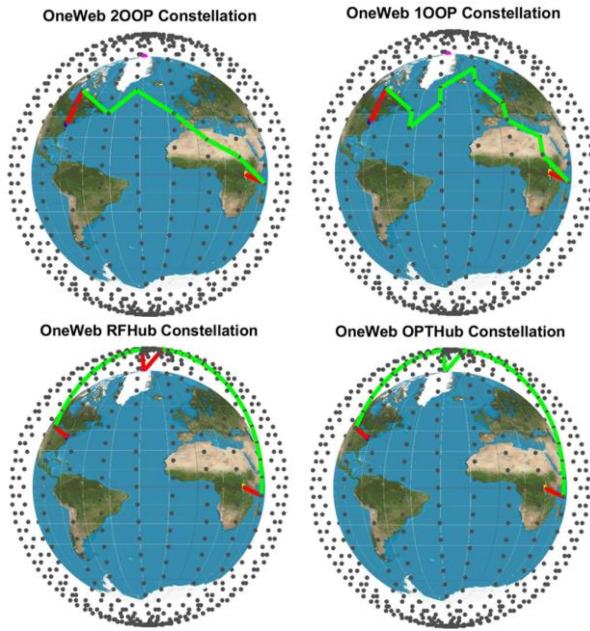 OneWeb 2OOP Constellation
OneWeb 1OOP Constellation
OneWeb RFHub Constellation
OneWeb OPTHub Constellation